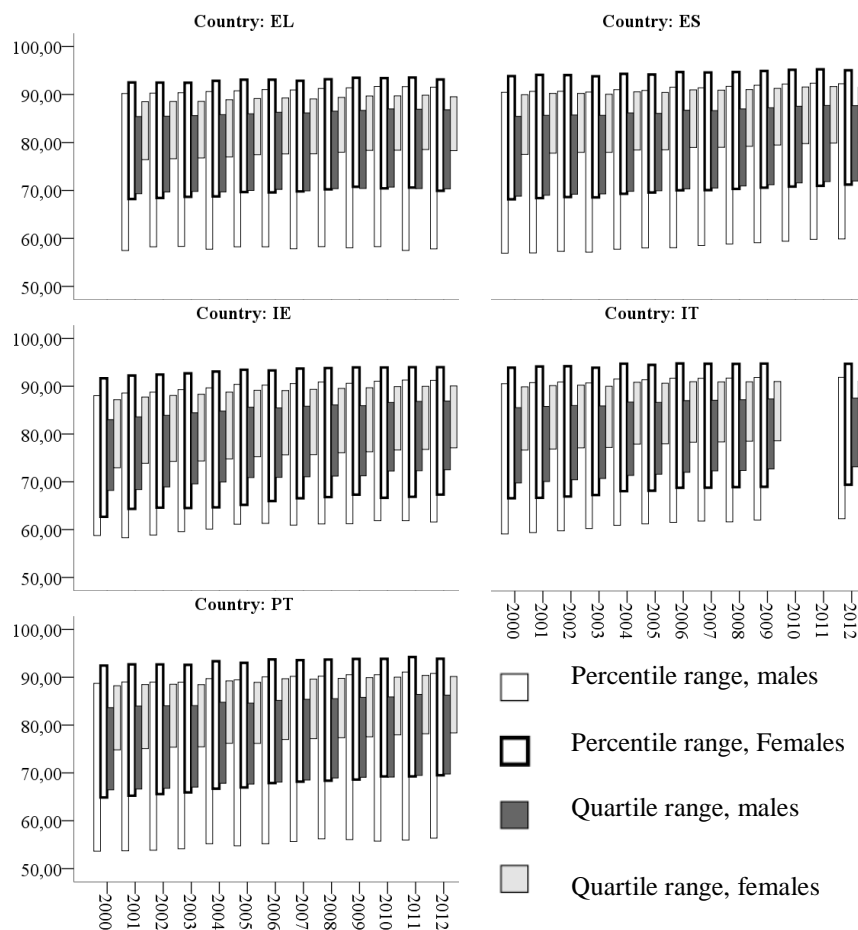 Country: EL
Country: ES
100,00
90,00
80,00
70,00
60,00
50,00
Country: IE
Country: IT
100,00
90,00
80,00
70,00
60,00
50,00
2000 2001 2002 2003 2004 2005 2006 2007 2008 2009 2010 2011 2012
Country: PT
100,00
90,00
80,00
70,00
60,00
50,00
2000 2001 2002 2003 2004 2005 2006 2007 2008 2009 2010 2011 2012
Percentile range, males
Percentile range, Females
Quartile range, males
Quartile range, females